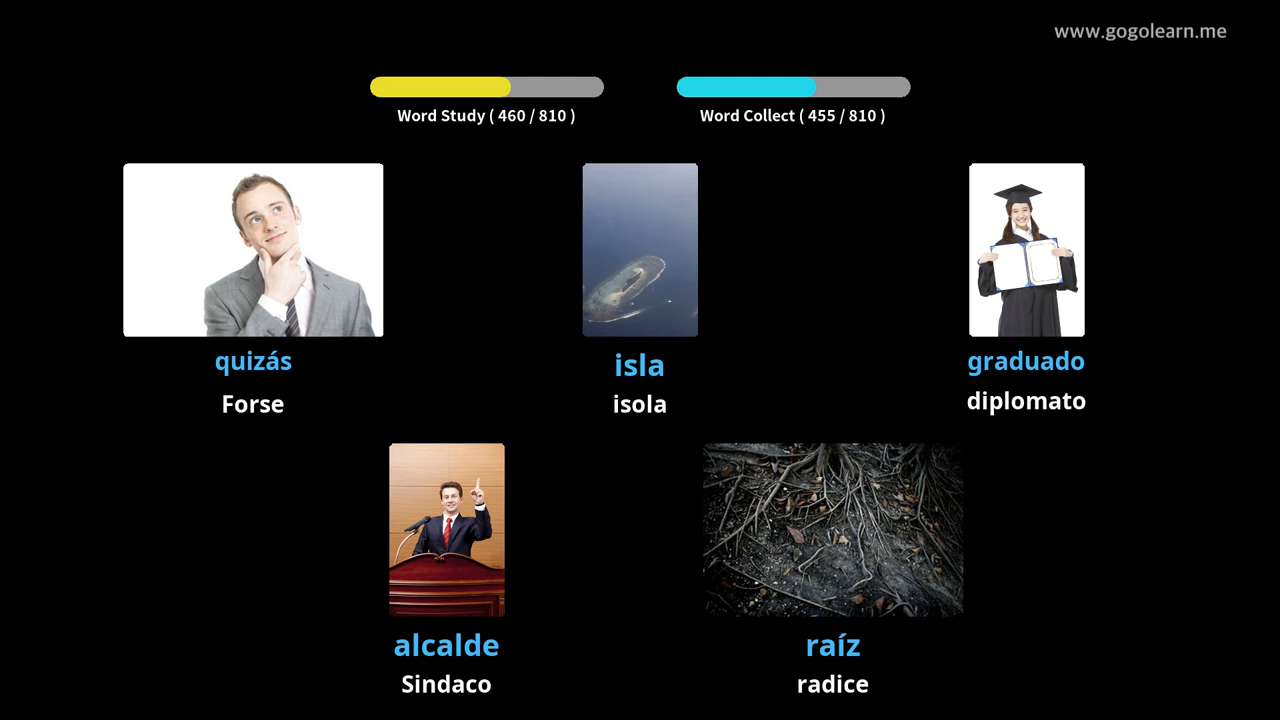 www.gogolearn.me
Word Study ( 460 / 810 )
Word Collect ( 455 / 810 )
quizás
Forse
isla
isola
graduado
diplomato
alcalde
Sindaco
raíz
radice